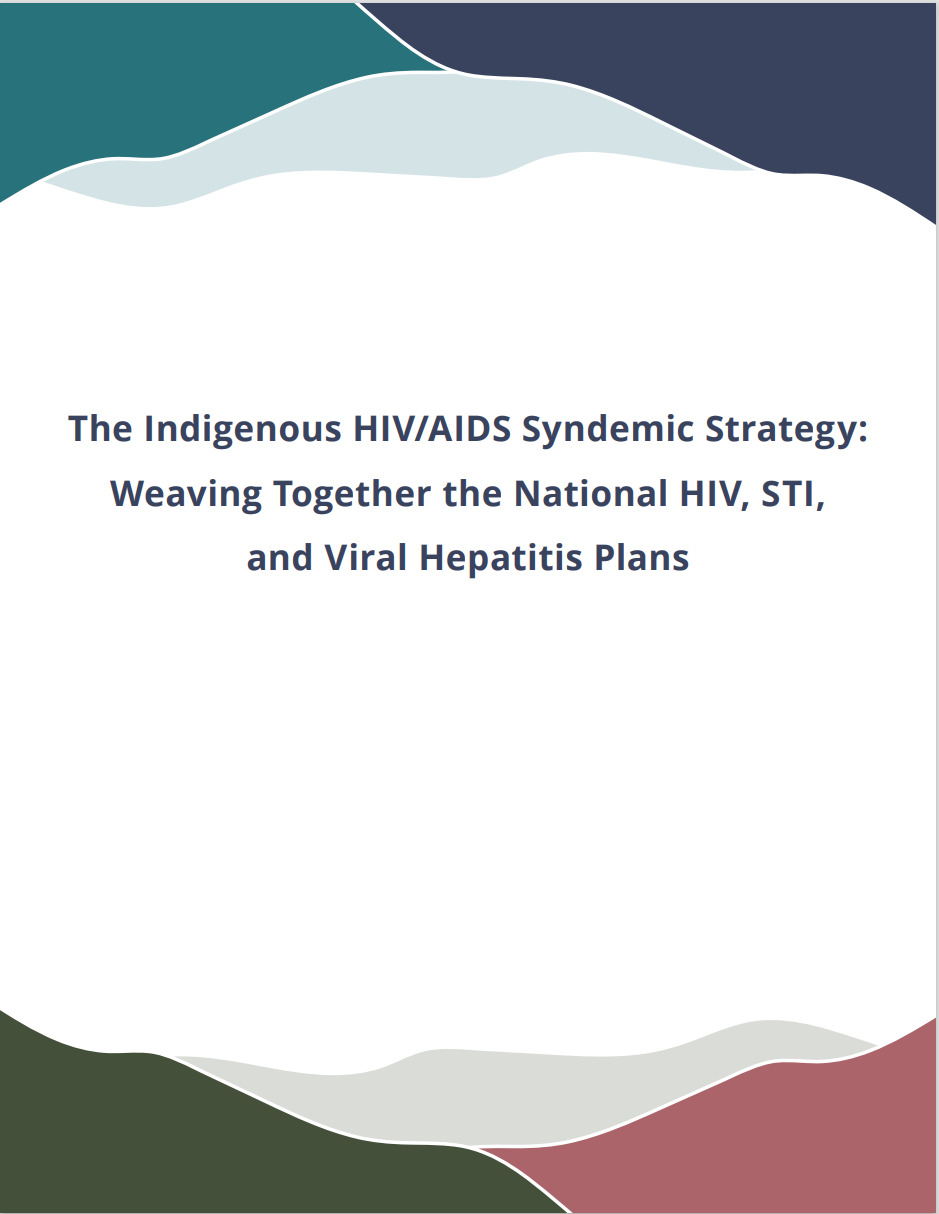 The Indigenous HIV/AIDS Syndemic Strategy:
Weaving Together the National HIV, STI,
and Viral Hepatitis Plans